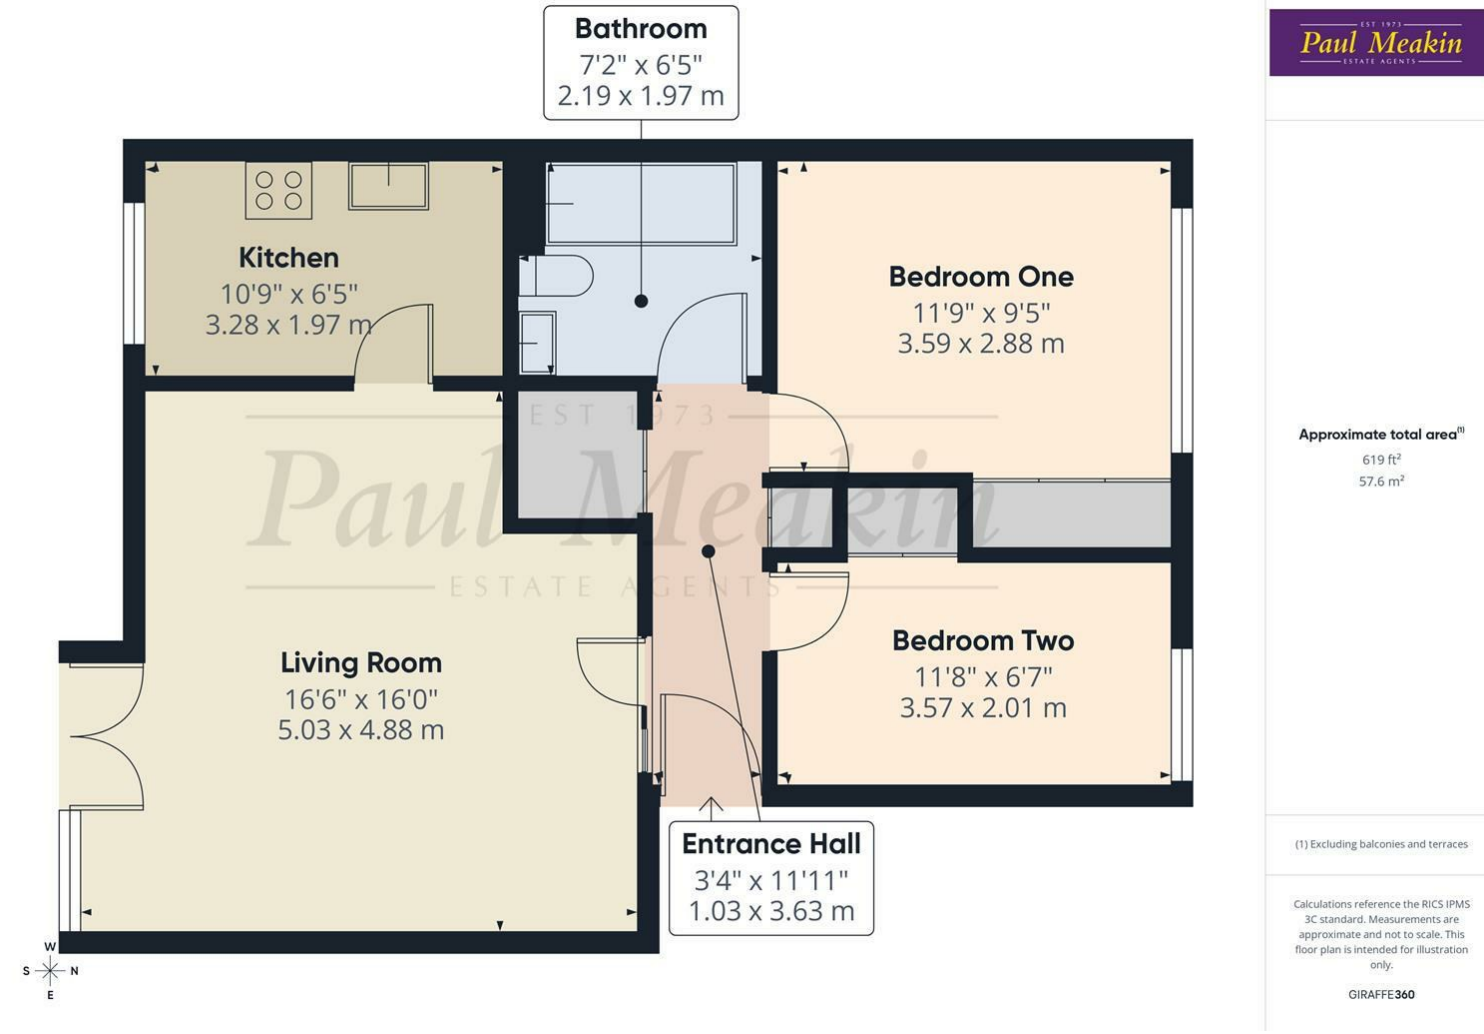 Bathroom
7'2" x 6'5"
2.19 x 1.97 m
EST 1973
Paul Meakin
ESTATE AGENTS
Kitchen
10'9" x 6'5"
3.28 x 1.97 m
Bedroom One
11'9" x 9'5"
3.59 x 2.88 m
EST 1973
Paul Meakin
ESTATE AGENTS
Living Room
16'6" x 16'0"
5.03 x 4.88 m
Bedroom Two
11'8" x 6'7"
3.57 x 2.01 m
Entrance Hall
3'4" x 11'11"
1.03 x 3.63 m
W
S N
E
Approximate total area(1)
619 ft²
57.6 m²
(1) Excluding balconies and terraces
Calculations reference the RICS IPMS
3C standard. Measurements are
approximate and not to scale. This
floor plan is intended for illustration
only.
GIRAFFE360